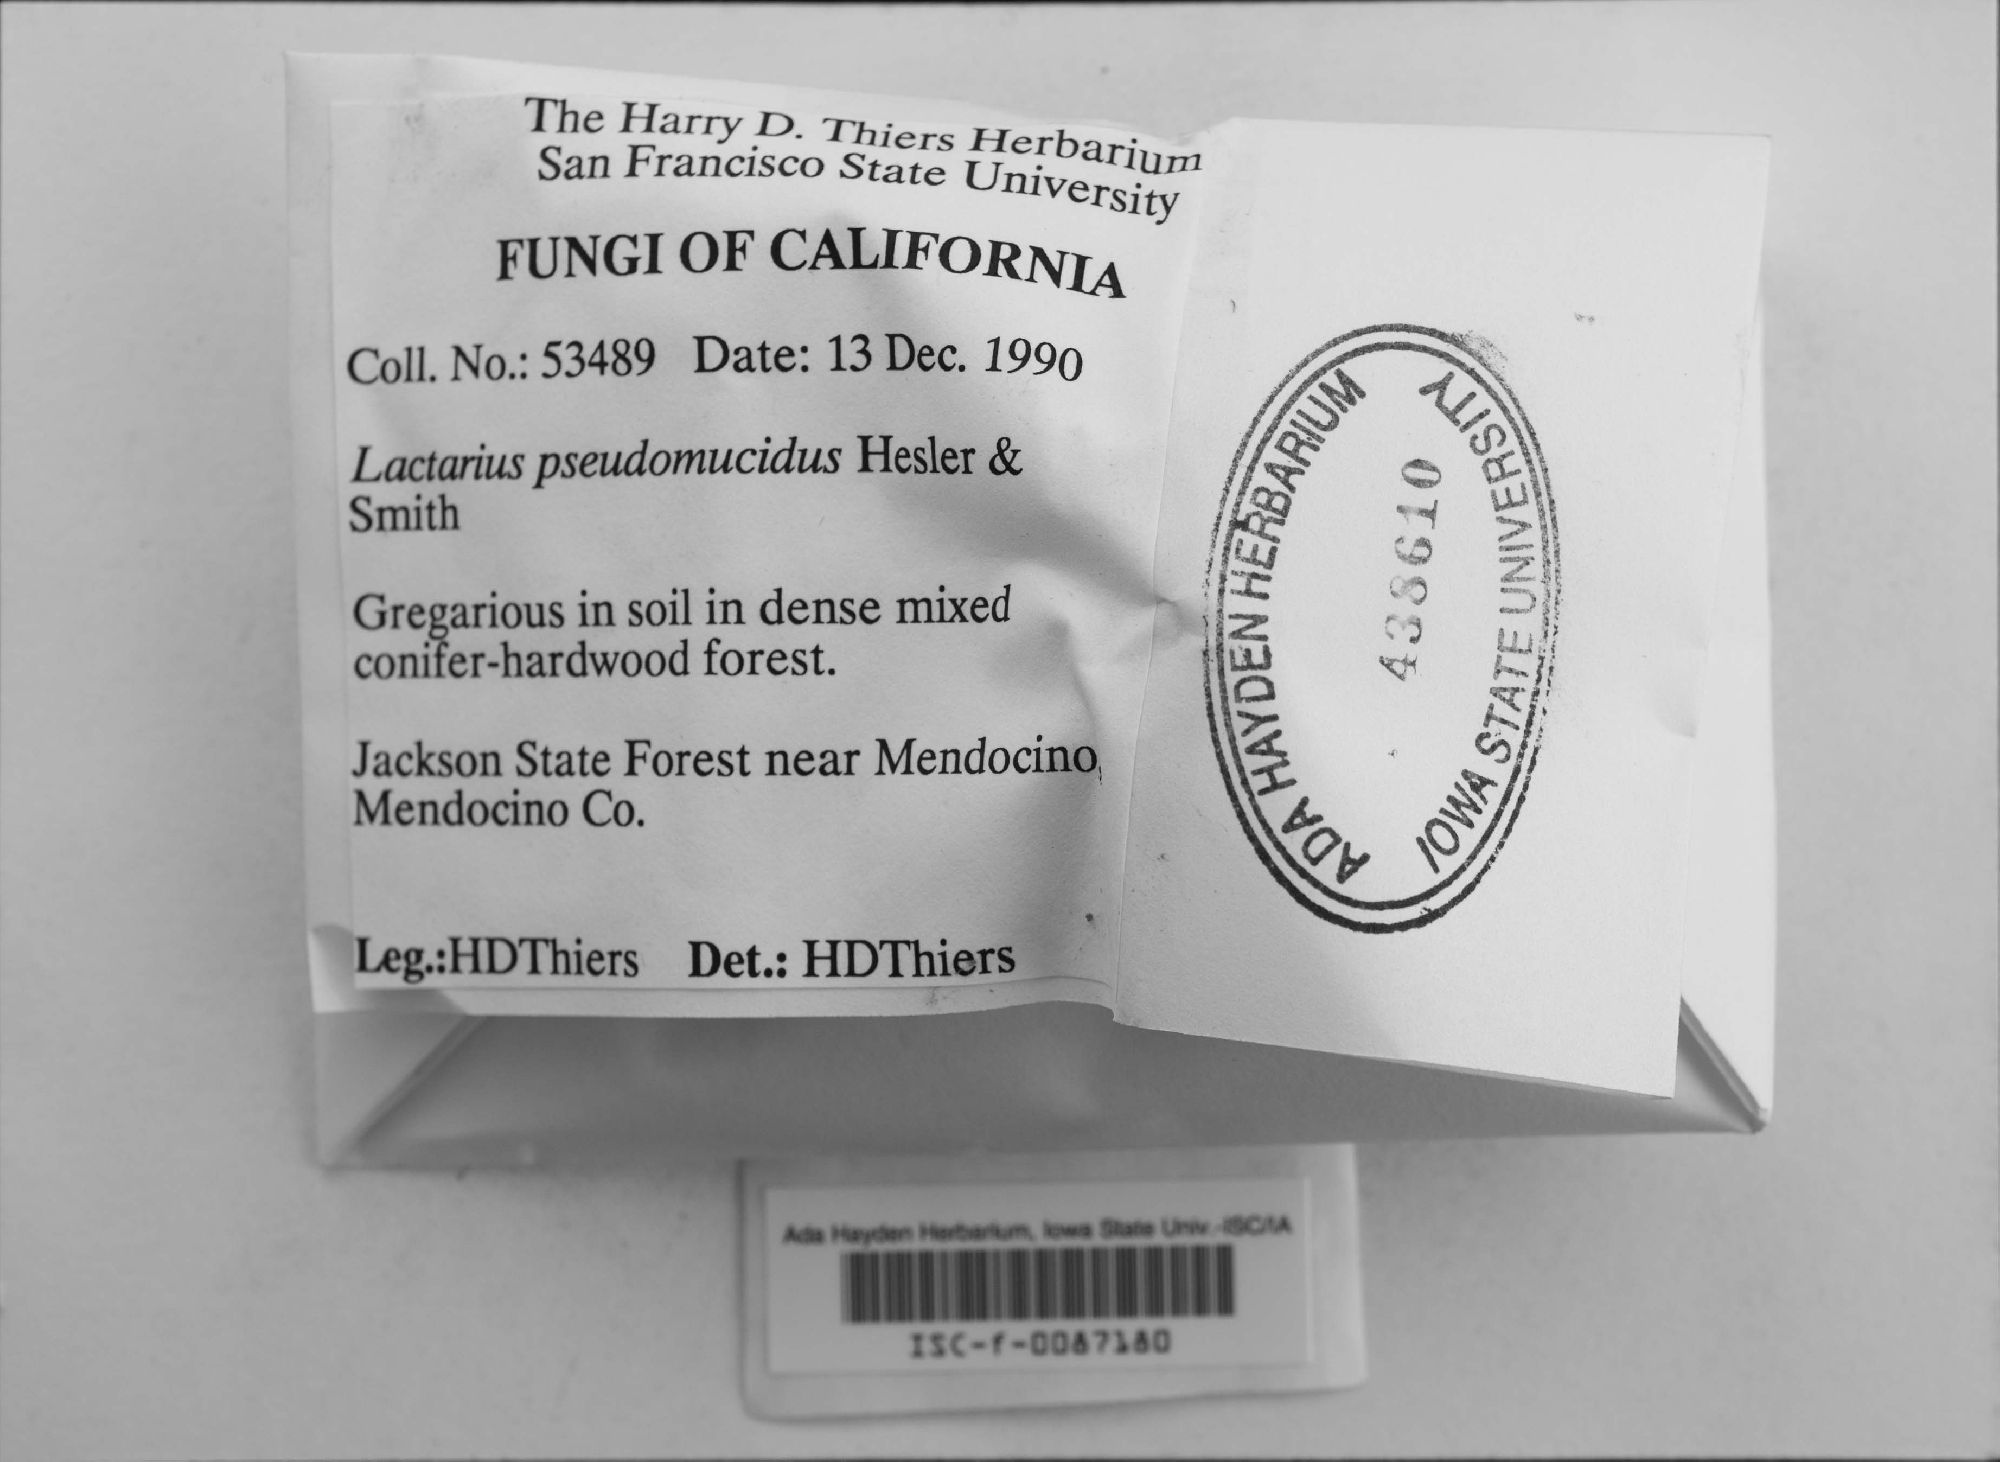 The Harry D. Thiers Herbarium
San Francisco State University
FUNGI OF CALIFORNIA
Coll. No.: 53489 Date: 13 Dec. 1990
Lactarius pseudomucidus Hesler &
Smith
Gregarious in soil in dense mixed
conifer-hardwood forest.
Jackson State Forest near Mendocino,
Mendocino Co.
Leg.:HDThiers Det.: HDThiers
ADA HAYDEN HERBARIUM
438610
IOWA STATE UNIVERSITY
Ada Hayden Herbarium, Iowa State Univ.-ISC/IA
ISC-f-0087180